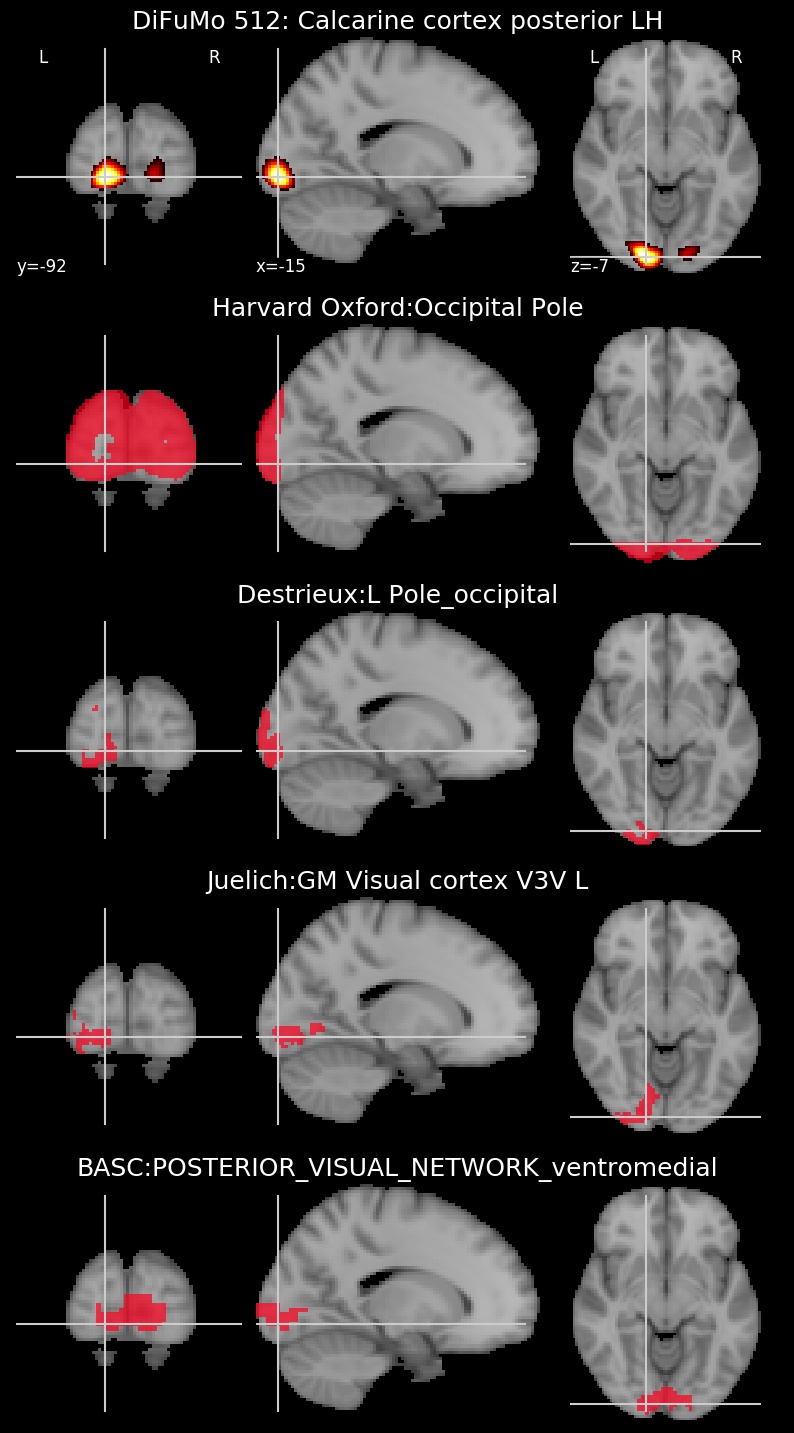 DiFuMo 512: Calcarine cortex posterior LH
L R L R
y=-92 x=-15 z=-7
Harvard Oxford:Occipital Pole
Destrieux:L Pole_occipital
Juelich:GM Visual cortex V3V L
BASC:POSTERIOR_VISUAL_NETWORK_ventromedial